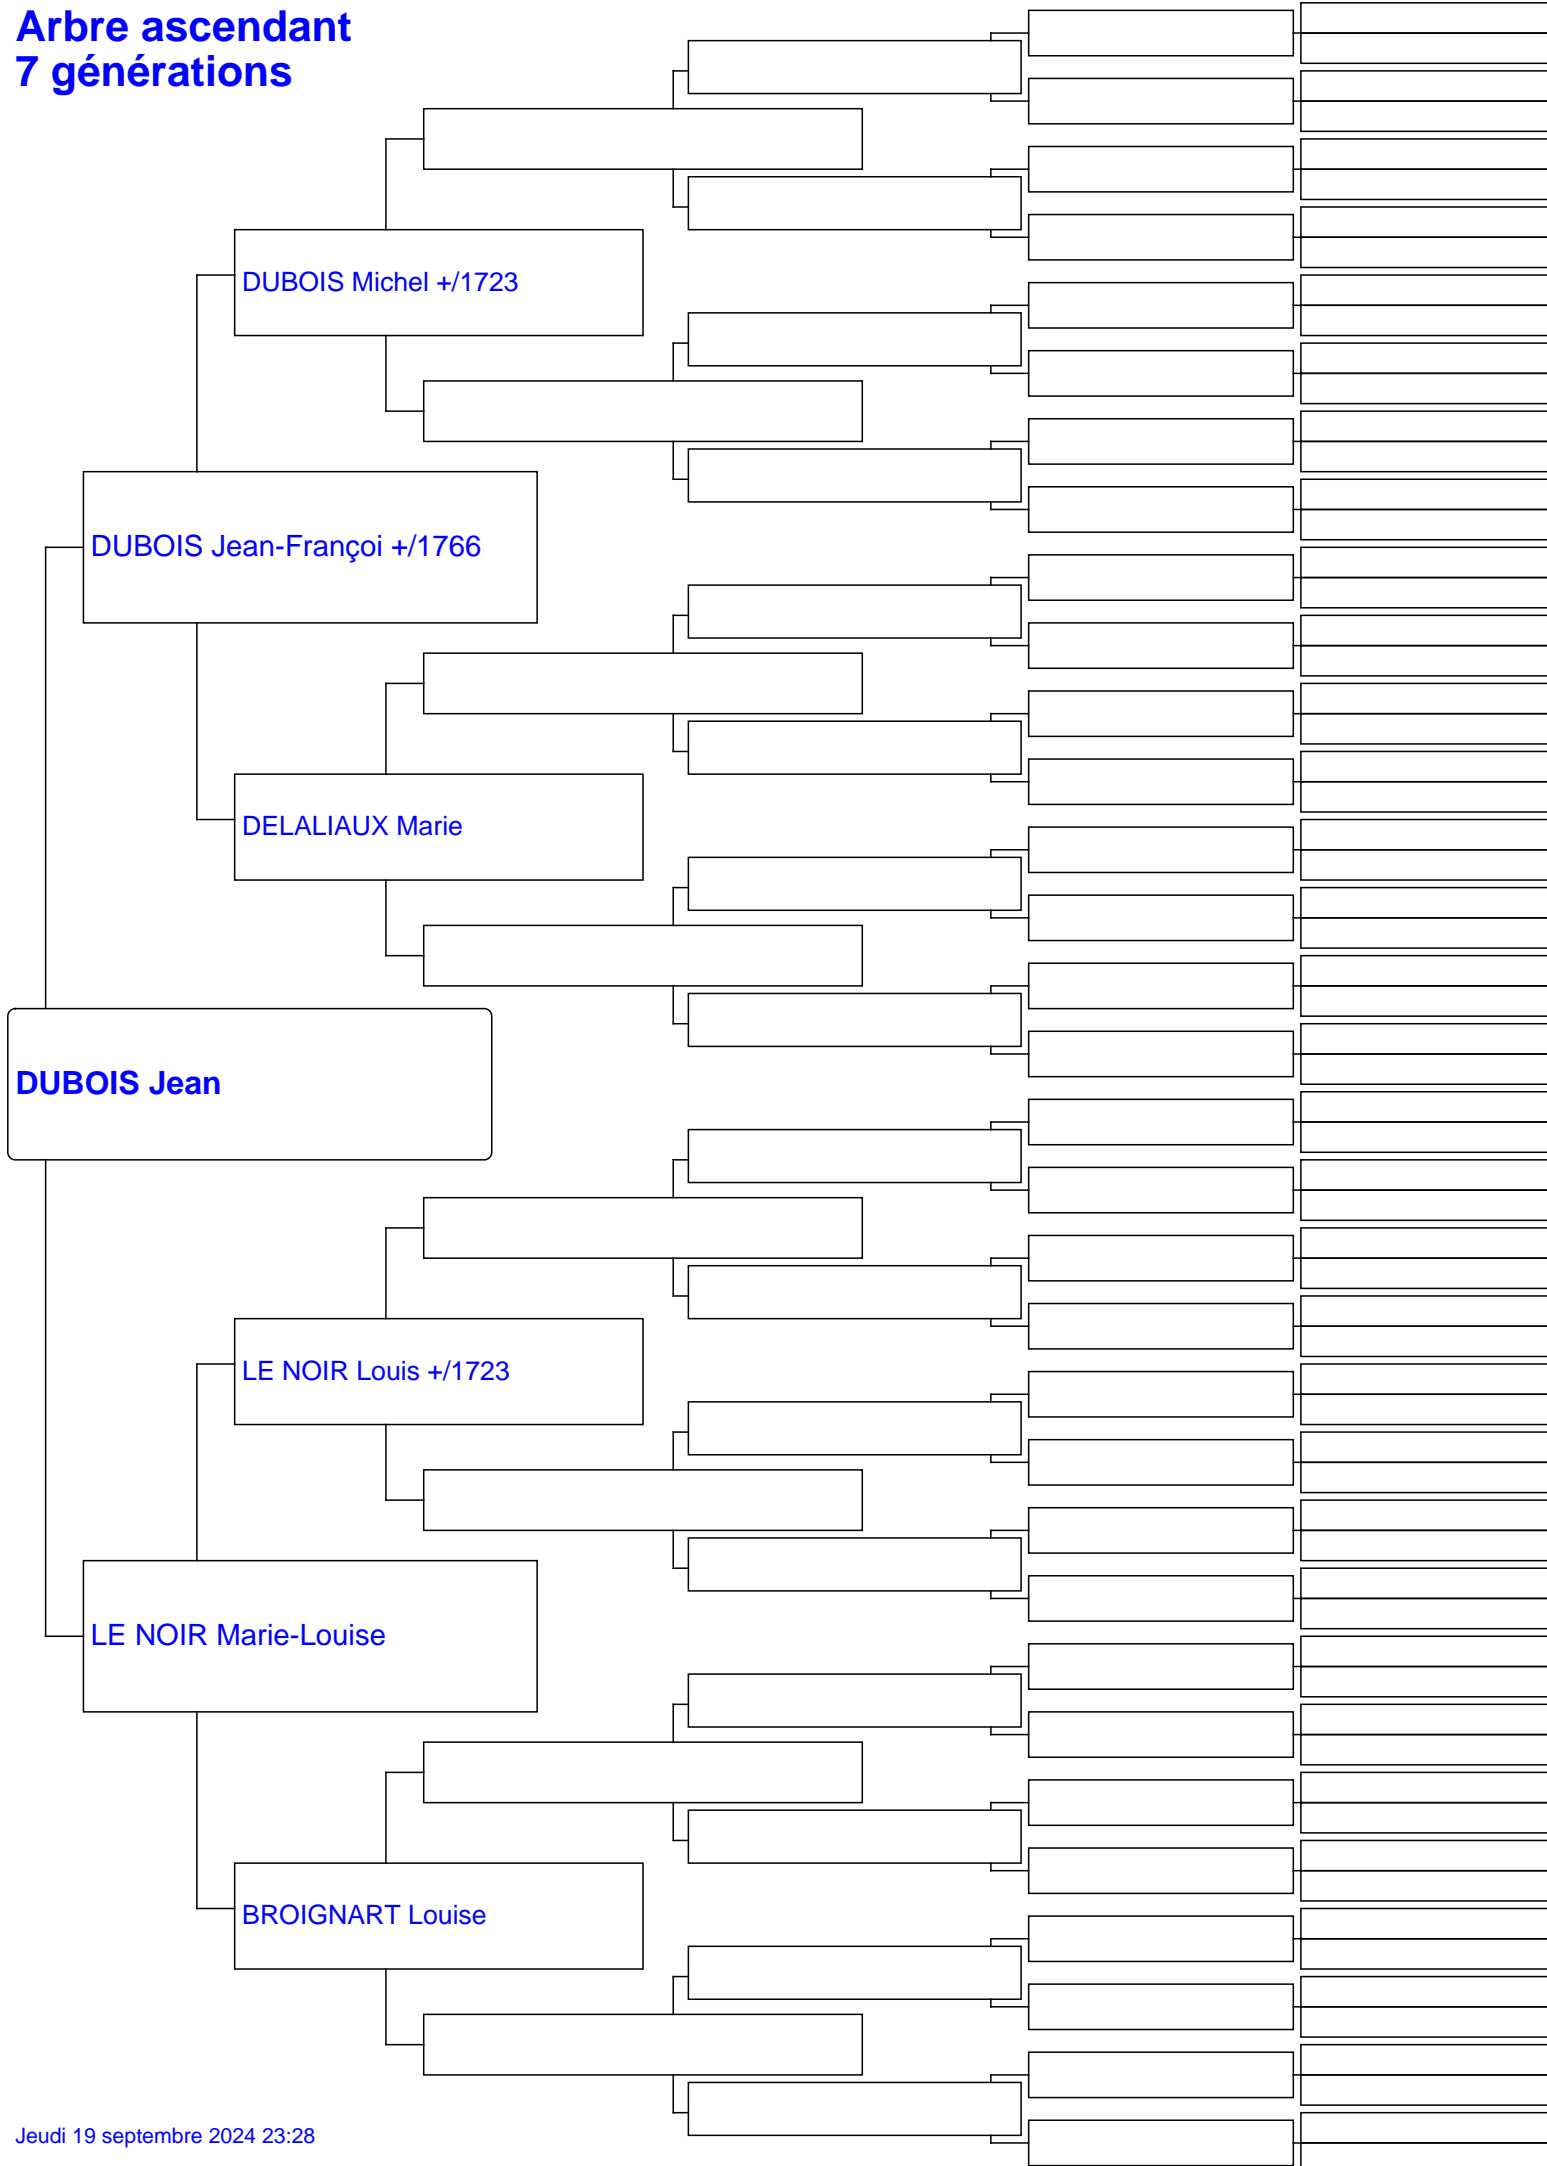 Arbre ascendant
7 générations
DUBOIS Michel +/1723
DUBOIS Jean-Françoi +/1766
DELALIAUX Marie
DUBOIS Jean
LE NOIR Louis +/1723
LE NOIR Marie-Louise
BROIGNART Louise
Jeudi 19 septembre 2024 23:28